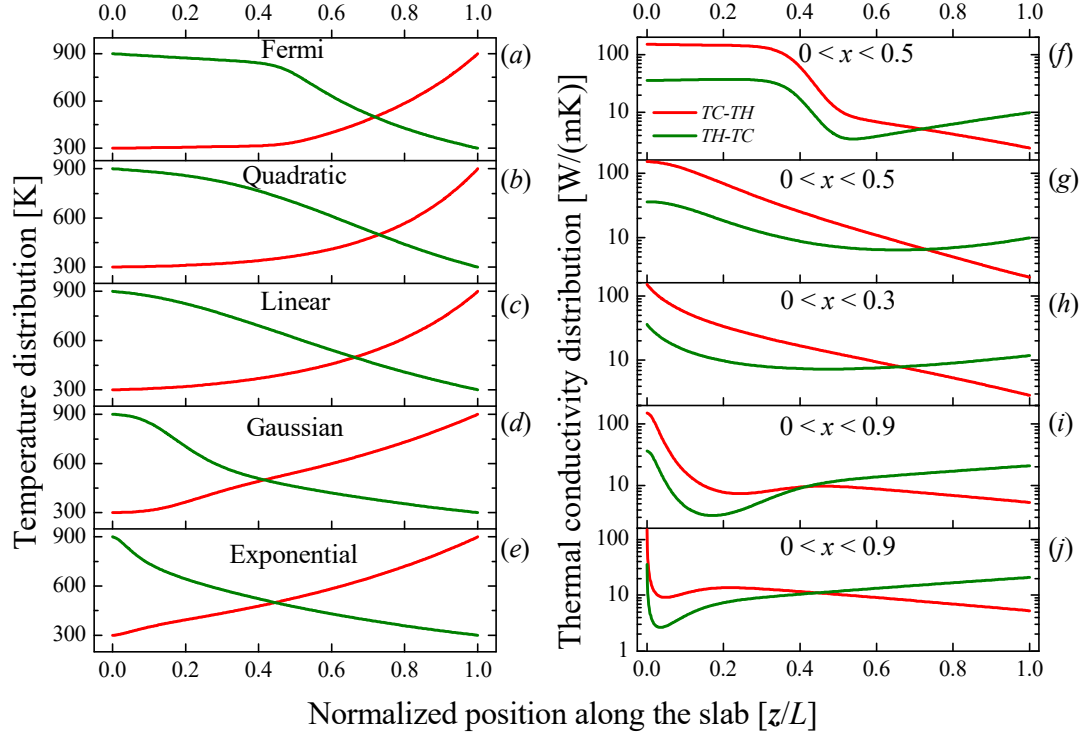 0.0 0.2 0.4 0.6 0.8 1.0
0.0 0.2 0.4 0.6 0.8 1.0
Temperature distribution [K]
900
600
300
Fermi
(a)
900
600
300
Quadratic
(b)
900
600
300
Linear
(c)
900
600
300
Gaussian
(d)
900
600
300
Exponential
(e)
0.0 0.2 0.4 0.6 0.8 1.0
Thermal conductivity distribution [W/(mK)]
100
10
0 < x < 0.5
TC-TH
TH-TC
(f)
100
10
0 < x < 0.5
(g)
100
10
0 < x < 0.3
(h)
100
10
0 < x < 0.9
(i)
100
10
1
0 < x < 0.9
(j)
0.0 0.2 0.4 0.6 0.8 1.0
Normalized position along the slab [z/L]